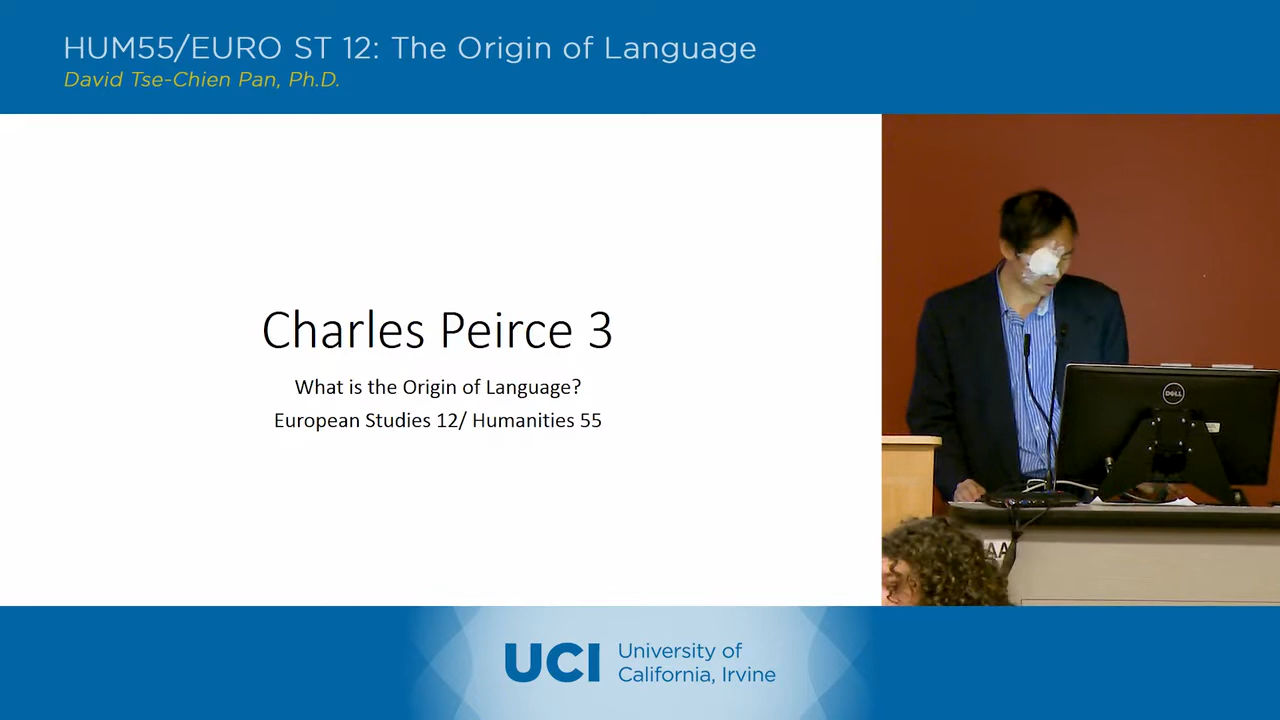 HUM55/EURO ST 12: The Origin of Language
David Tse-Chien Pan, Ph.D.
Charles Peirce 3
What is the Origin of Language?
European Studies 12/ Humanities 55
DELL
AA
UCI University of
California, Irvine